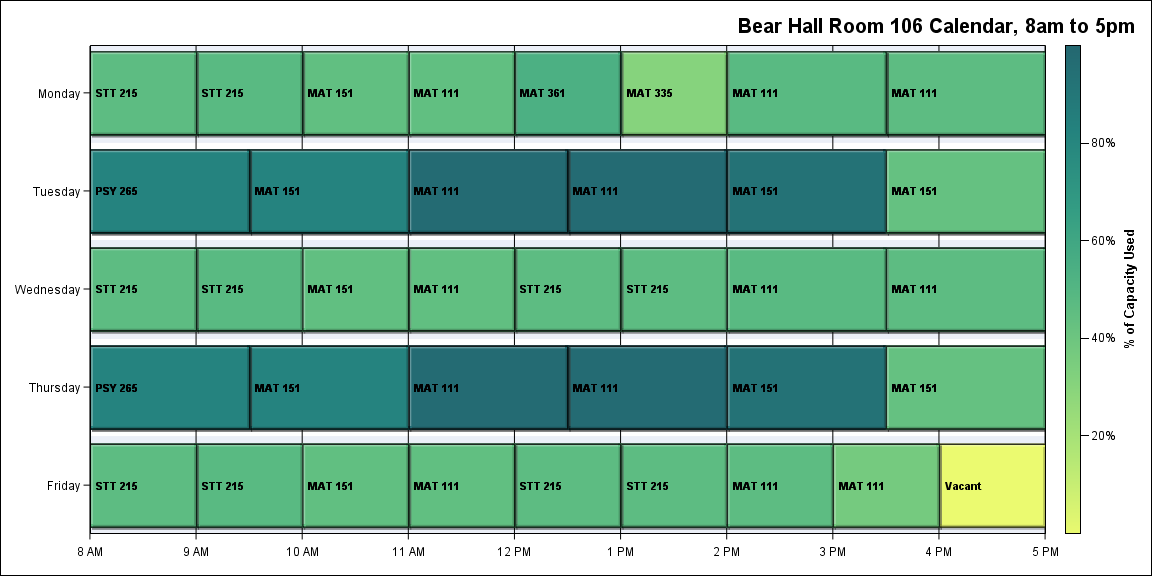 Bear Hall Room 106 Calendar, 8am to 5pm
Monday
STT 215
STT 215
MAT 151
MAT 111
MAT 361
MAT 335
MAT 111
MAT 111
Tuesday
PSY 265
MAT 151
MAT 111
MAT 111
MAT 151
MAT 151
Wednesday
STT 215
STT 215
MAT 151
MAT 111
STT 215
STT 215
MAT 111
MAT 111
Thursday
PSY 265
MAT 151
MAT 111
MAT 111
MAT 151
MAT 151
Friday
STT 215
STT 215
MAT 151
MAT 111
STT 215
STT 215
MAT 111
MAT 111
Vacant
8 AM
9 AM
10 AM
11 AM
12 PM
1 PM
2 PM
3 PM
4 PM
5 PM
80%
60%
40%
20%
% of Capacity Used